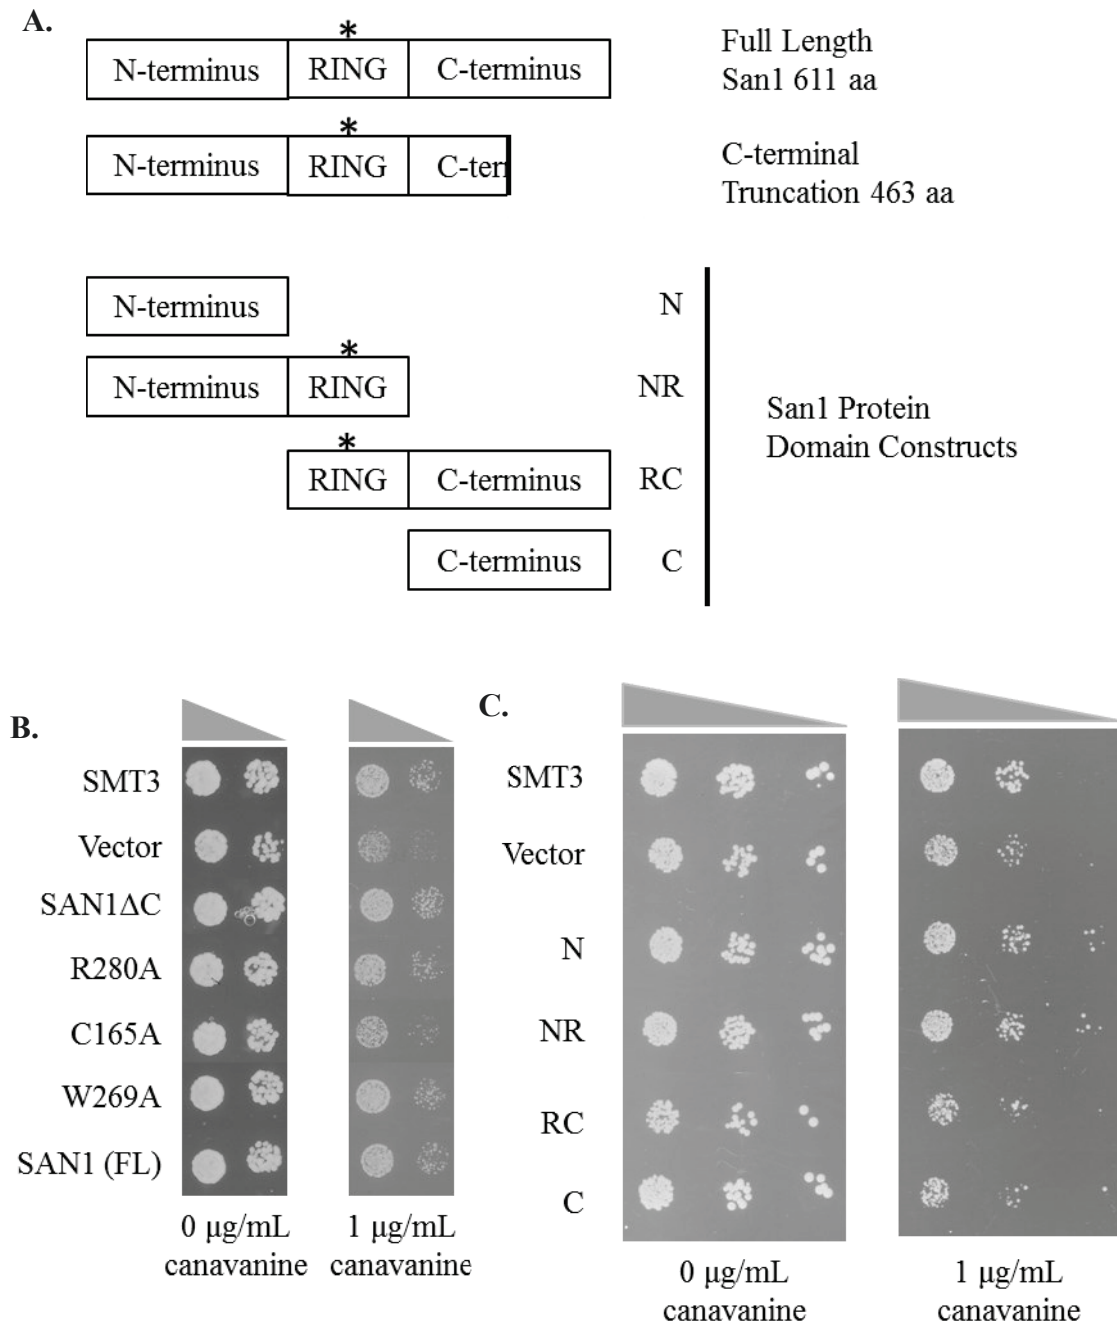 A.
*
N-terminus RING C-terminus
Full Length
San1 611 aa
*
N-terminus RING C-ter
C-terminal
Truncation 463 aa
N-terminus
N
*
N-terminus RING
NR
*
RING C-terminus
RC
C-terminus
C
San1 Protein
Domain Constructs
B.
SMT3
Vector
SAN1ΔC
R280A
C165A
W269A
SAN1 (FL)
0 µg/mL
canavanine
1 µg/mL
canavanine
C.
SMT3
Vector
N
NR
RC
C
0 µg/mL
canavanine
1 µg/mL
canavanine